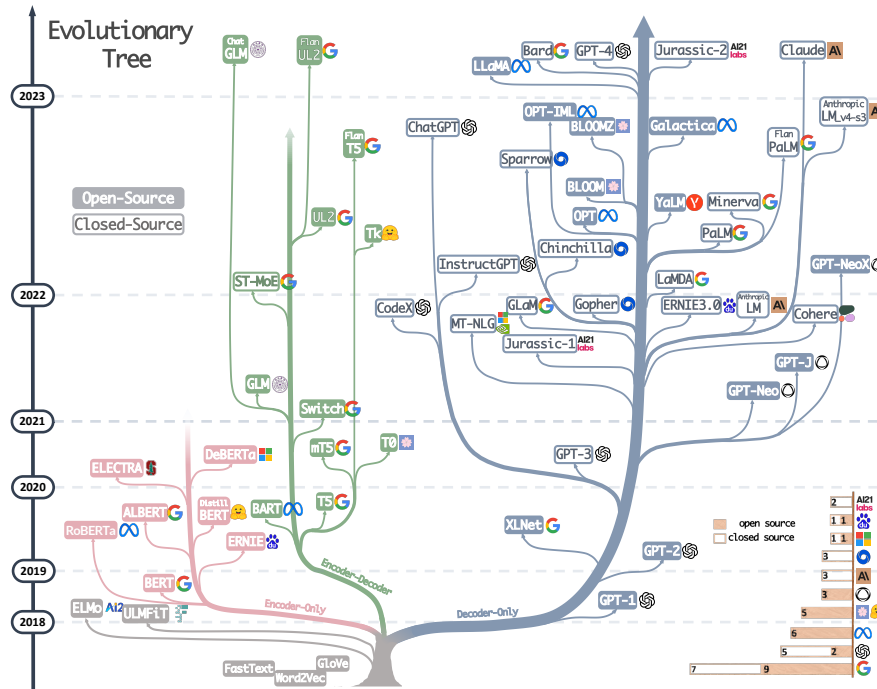 Evolutionary
Tree
Chat
GLM
Flan
UL2
Bard
GPT-4
Jurassic-2
AI21
labs
Claude
A\
LLaMA
2023
Anthropic
LM_v4-s3
A
OPT-IML
BLOOMZ
Galactica
ChatGPT
Flan
T5
Flan
PaLM
Sparrow
Open-Source
Closed-Source
BLOOM
YaLM
Y
Minerva
UL2
OPT
Tk
PaLM
Chinchilla
InstructGPT
GPT-NeoX
ST-MoE
LaMDA
2022
CodeX
GLaM
Gopher
ERNIE3.0
du
Anthropic
LM
A\
Cohere
MT-NLG
Jurassic-1
AI21
labs
GPT-J
GLM
GPT-Neo
Switch
2021
DeBERTa
mT5
T0
ELECTRA
GPT-3
2020
ALBERT
Distill
BERT
BART
T5
RoBERTa
XLNet
ERNIE
du
GPT-2
2019
BERT
Encoder-Decoder
ELMo
AI2
ULMFiT
Encoder-Only
Decoder-Only
GPT-1
2018
FastText
Word2Vec
GloVe
open source
closed source
2
AI21
labs
1
1
du
1
1
3
3
A\
3
5
6
5
2
7
9